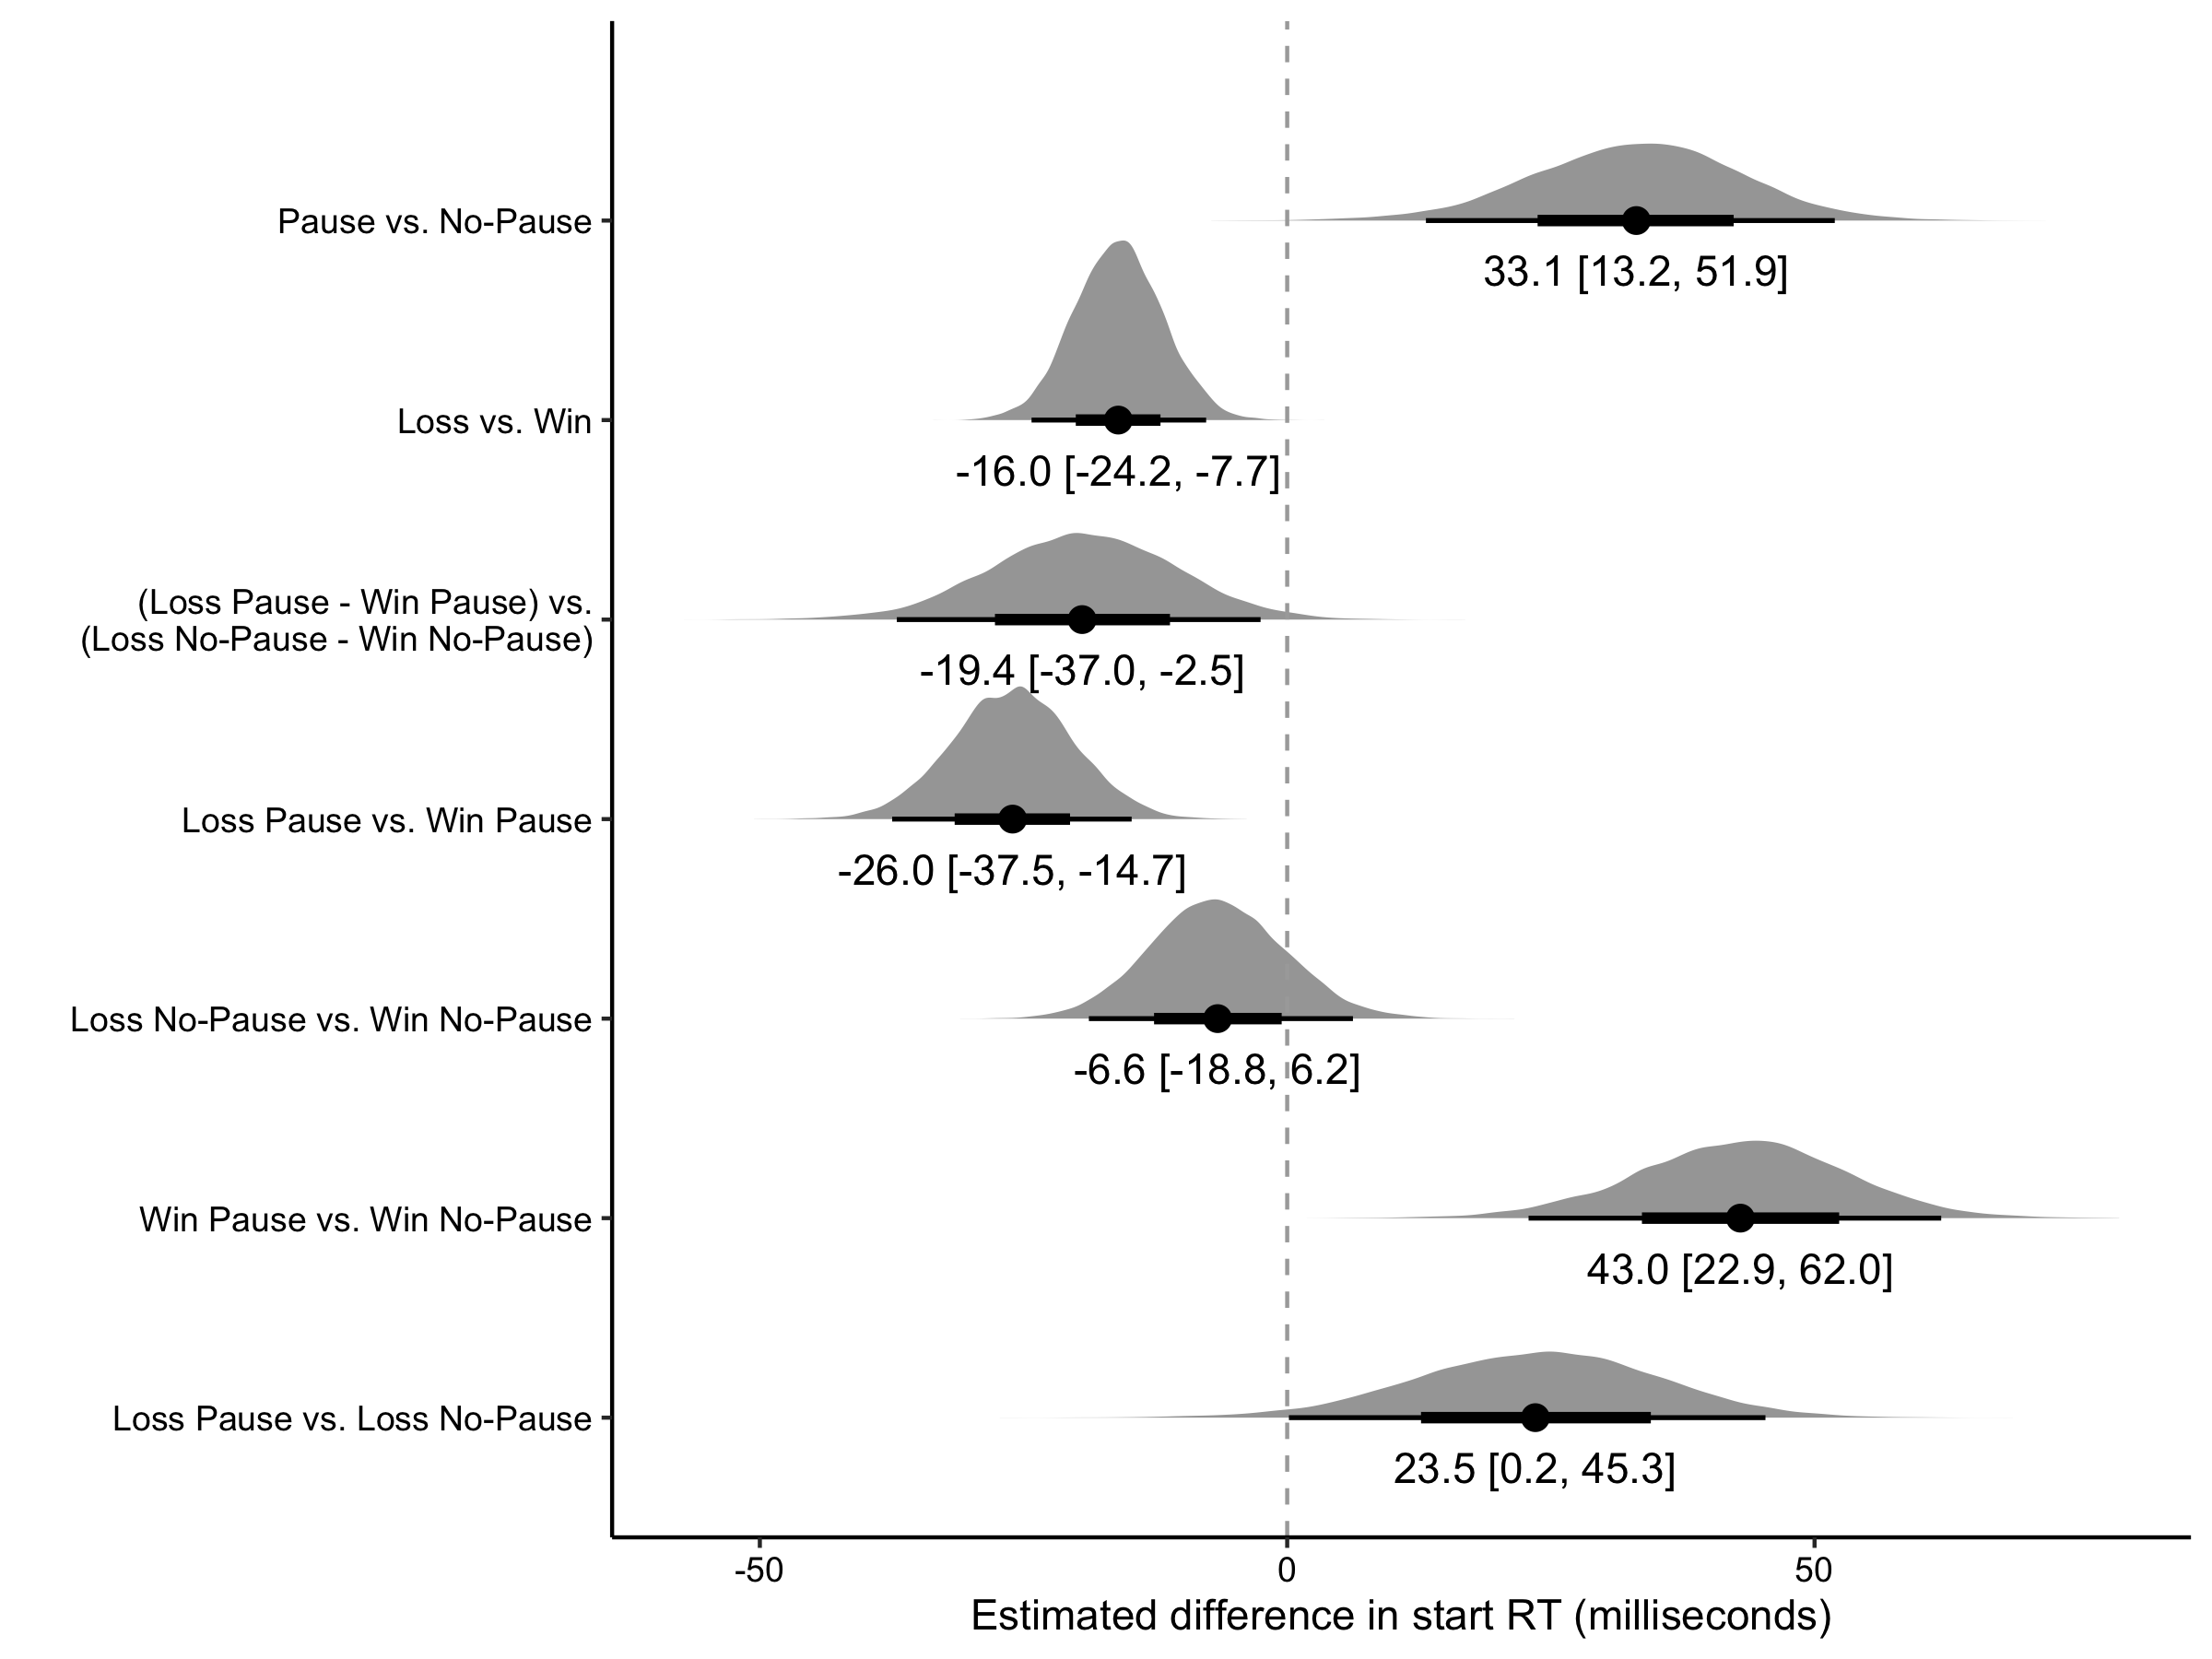 Pause vs. No-Pause
33.1 [13.2, 51.9]
Loss vs. Win
-16.0 [-24.2, -7.7]
(Loss Pause - Win Pause) vs.
(Loss No-Pause - Win No-Pause)
-19.4 [-37.0, -2.5]
Loss Pause vs. Win Pause
-26.0 [-37.5, -14.7]
Loss No-Pause vs. Win No-Pause
-6.6 [-18.8, 6.2]
Win Pause vs. Win No-Pause
43.0 [22.9, 62.0]
Loss Pause vs. Loss No-Pause
23.5 [0.2, 45.3]
-50 0 50
Estimated difference in start RT (milliseconds)